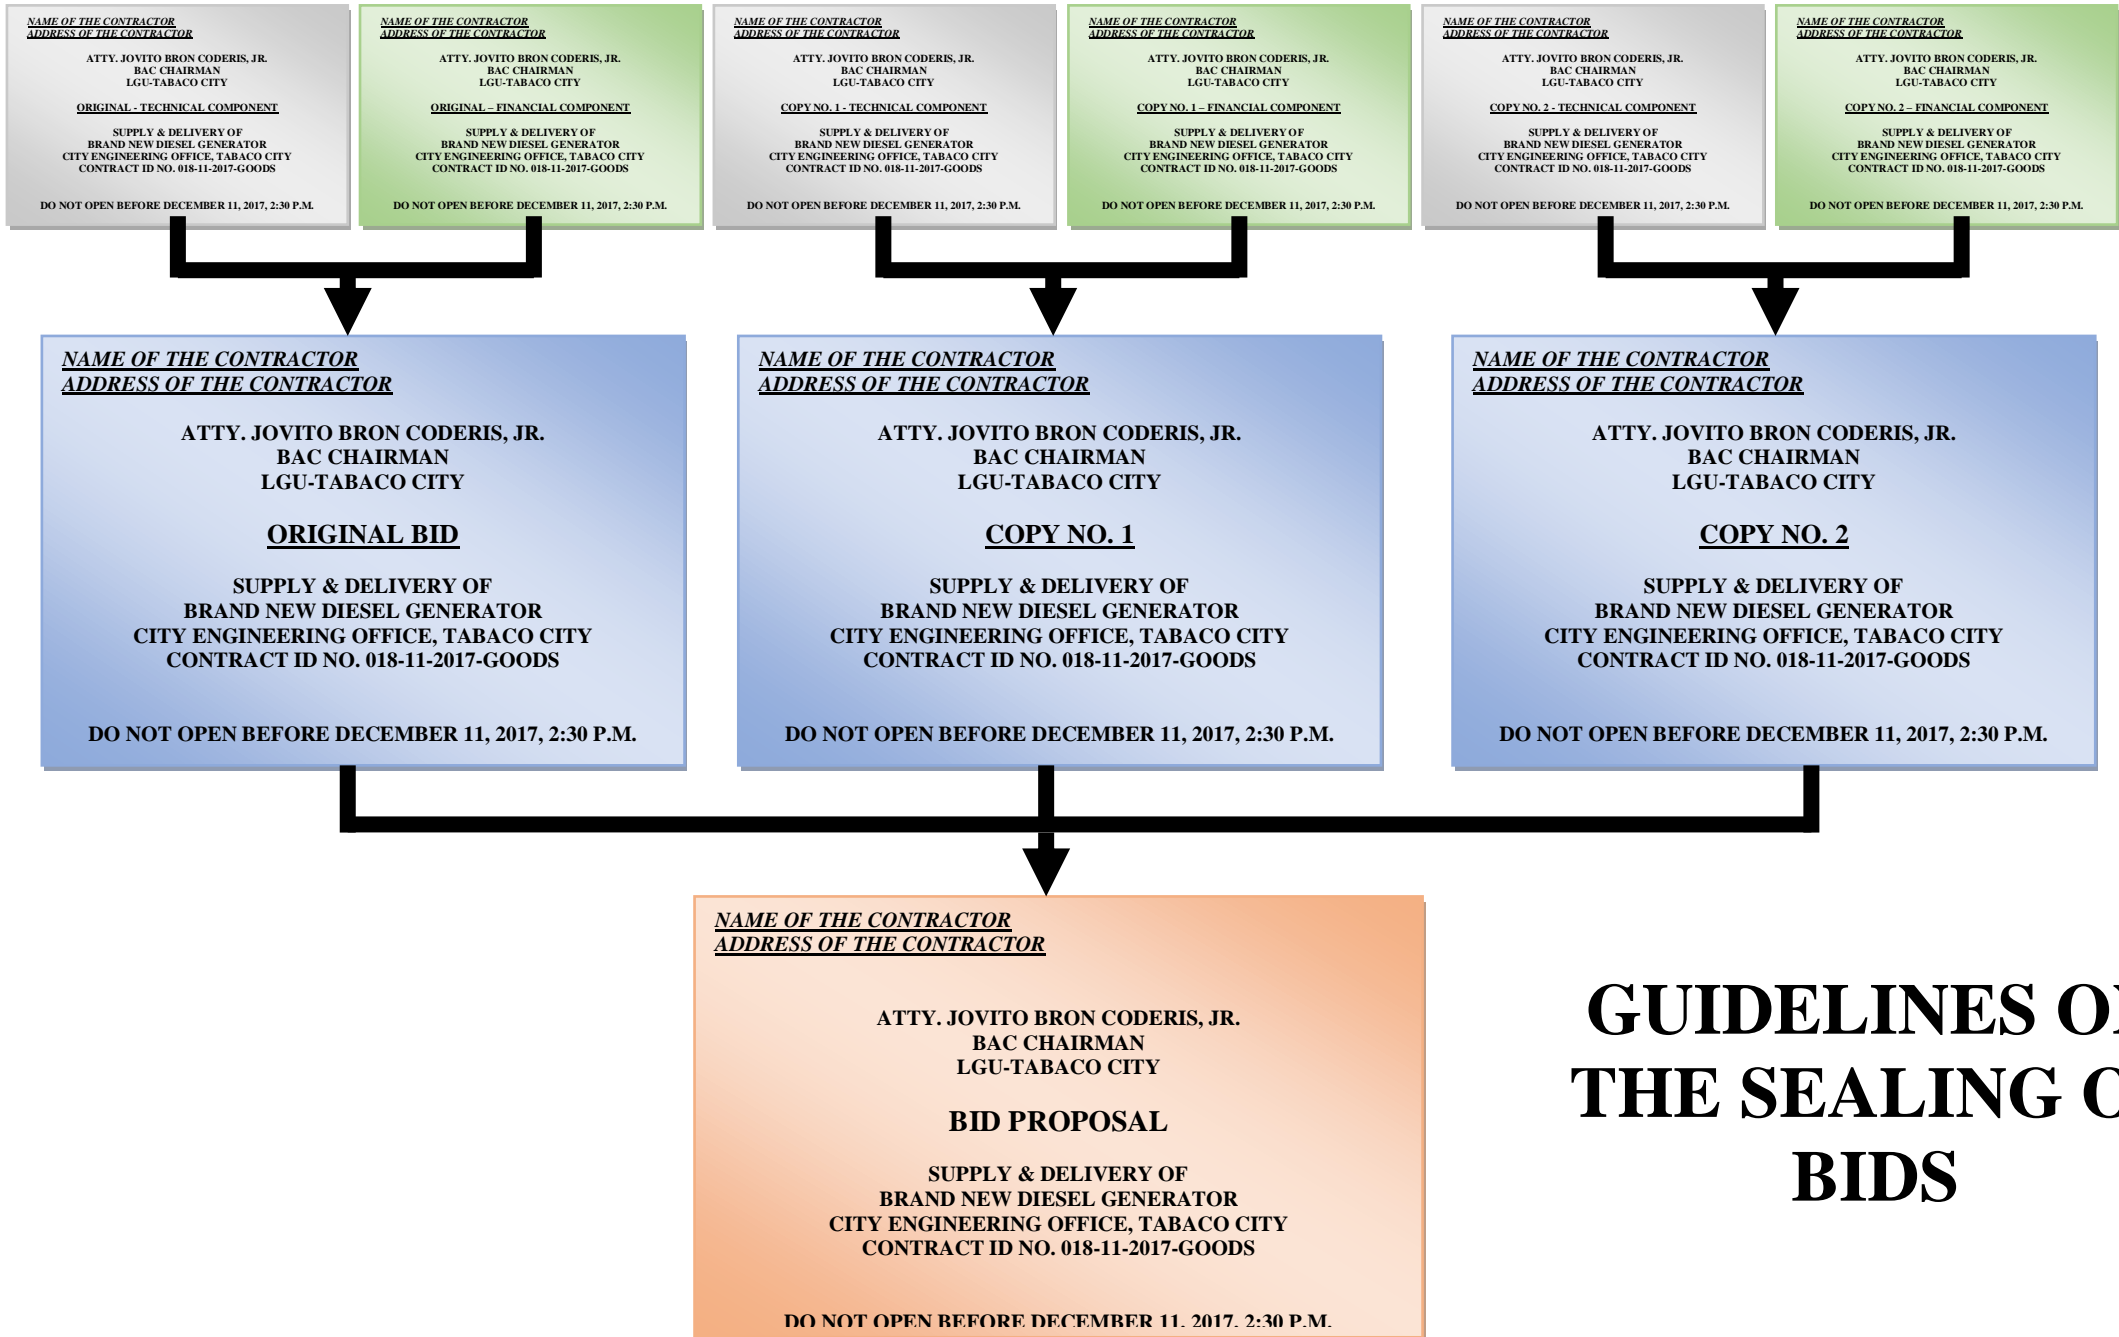 NAME OF THE CONTRACTOR
ADDRESS OF THE CONTRACTOR
ATTY. JOVITO BRON CODERIS, JR.
BAC CHAIRMAN
LGU-TABACO CITY
ORIGINAL - TECHNICAL COMPONENT
SUPPLY & DELIVERY OF
BRAND NEW DIESEL GENERATOR
CITY ENGINEERING OFFICE, TABACO CITY
CONTRACT ID NO. 018-11-2017-GOODS
DO NOT OPEN BEFORE DECEMBER 11, 2017, 2:30 P.M.
NAME OF THE CONTRACTOR
ADDRESS OF THE CONTRACTOR
ATTY. JOVITO BRON CODERIS, JR.
BAC CHAIRMAN
LGU-TABACO CITY
ORIGINAL – FINANCIAL COMPONENT
SUPPLY & DELIVERY OF
BRAND NEW DIESEL GENERATOR
CITY ENGINEERING OFFICE, TABACO CITY
CONTRACT ID NO. 018-11-2017-GOODS
DO NOT OPEN BEFORE DECEMBER 11, 2017, 2:30 P.M.
NAME OF THE CONTRACTOR
ADDRESS OF THE CONTRACTOR
ATTY. JOVITO BRON CODERIS, JR.
BAC CHAIRMAN
LGU-TABACO CITY
COPY NO. 1 - TECHNICAL COMPONENT
SUPPLY & DELIVERY OF
BRAND NEW DIESEL GENERATOR
CITY ENGINEERING OFFICE, TABACO CITY
CONTRACT ID NO. 018-11-2017-GOODS
DO NOT OPEN BEFORE DECEMBER 11, 2017, 2:30 P.M.
NAME OF THE CONTRACTOR
ADDRESS OF THE CONTRACTOR
ATTY. JOVITO BRON CODERIS, JR.
BAC CHAIRMAN
LGU-TABACO CITY
COPY NO. 1 – FINANCIAL COMPONENT
SUPPLY & DELIVERY OF
BRAND NEW DIESEL GENERATOR
CITY ENGINEERING OFFICE, TABACO CITY
CONTRACT ID NO. 018-11-2017-GOODS
DO NOT OPEN BEFORE DECEMBER 11, 2017, 2:30 P.M.
NAME OF THE CONTRACTOR
ADDRESS OF THE CONTRACTOR
ATTY. JOVITO BRON CODERIS, JR.
BAC CHAIRMAN
LGU-TABACO CITY
COPY NO. 2 - TECHNICAL COMPONENT
SUPPLY & DELIVERY OF
BRAND NEW DIESEL GENERATOR
CITY ENGINEERING OFFICE, TABACO CITY
CONTRACT ID NO. 018-11-2017-GOODS
DO NOT OPEN BEFORE DECEMBER 11, 2017, 2:30 P.M.
NAME OF THE CONTRACTOR
ADDRESS OF THE CONTRACTOR
ATTY. JOVITO BRON CODERIS, JR.
BAC CHAIRMAN
LGU-TABACO CITY
COPY NO. 2 – FINANCIAL COMPONENT
SUPPLY & DELIVERY OF
BRAND NEW DIESEL GENERATOR
CITY ENGINEERING OFFICE, TABACO CITY
CONTRACT ID NO. 018-11-2017-GOODS
DO NOT OPEN BEFORE DECEMBER 11, 2017, 2:30 P.M.
NAME OF THE CONTRACTOR
ADDRESS OF THE CONTRACTOR
ATTY. JOVITO BRON CODERIS, JR.
BAC CHAIRMAN
LGU-TABACO CITY
ORIGINAL BID
SUPPLY & DELIVERY OF
BRAND NEW DIESEL GENERATOR
CITY ENGINEERING OFFICE, TABACO CITY
CONTRACT ID NO. 018-11-2017-GOODS
DO NOT OPEN BEFORE DECEMBER 11, 2017, 2:30 P.M.
NAME OF THE CONTRACTOR
ADDRESS OF THE CONTRACTOR
ATTY. JOVITO BRON CODERIS, JR.
BAC CHAIRMAN
LGU-TABACO CITY
COPY NO. 1
SUPPLY & DELIVERY OF
BRAND NEW DIESEL GENERATOR
CITY ENGINEERING OFFICE, TABACO CITY
CONTRACT ID NO. 018-11-2017-GOODS
DO NOT OPEN BEFORE DECEMBER 11, 2017, 2:30 P.M.
NAME OF THE CONTRACTOR
ADDRESS OF THE CONTRACTOR
ATTY. JOVITO BRON CODERIS, JR.
BAC CHAIRMAN
LGU-TABACO CITY
COPY NO. 2
SUPPLY & DELIVERY OF
BRAND NEW DIESEL GENERATOR
CITY ENGINEERING OFFICE, TABACO CITY
CONTRACT ID NO. 018-11-2017-GOODS
DO NOT OPEN BEFORE DECEMBER 11, 2017, 2:30 P.M.
NAME OF THE CONTRACTOR
ADDRESS OF THE CONTRACTOR
ATTY. JOVITO BRON CODERIS, JR.
BAC CHAIRMAN
LGU-TABACO CITY
BID PROPOSAL
SUPPLY & DELIVERY OF
BRAND NEW DIESEL GENERATOR
CITY ENGINEERING OFFICE, TABACO CITY
CONTRACT ID NO. 018-11-2017-GOODS
DO NOT OPEN BEFORE DECEMBER 11, 2017, 2:30 P.M.
GUIDELINES
THE SEALING
BIDS